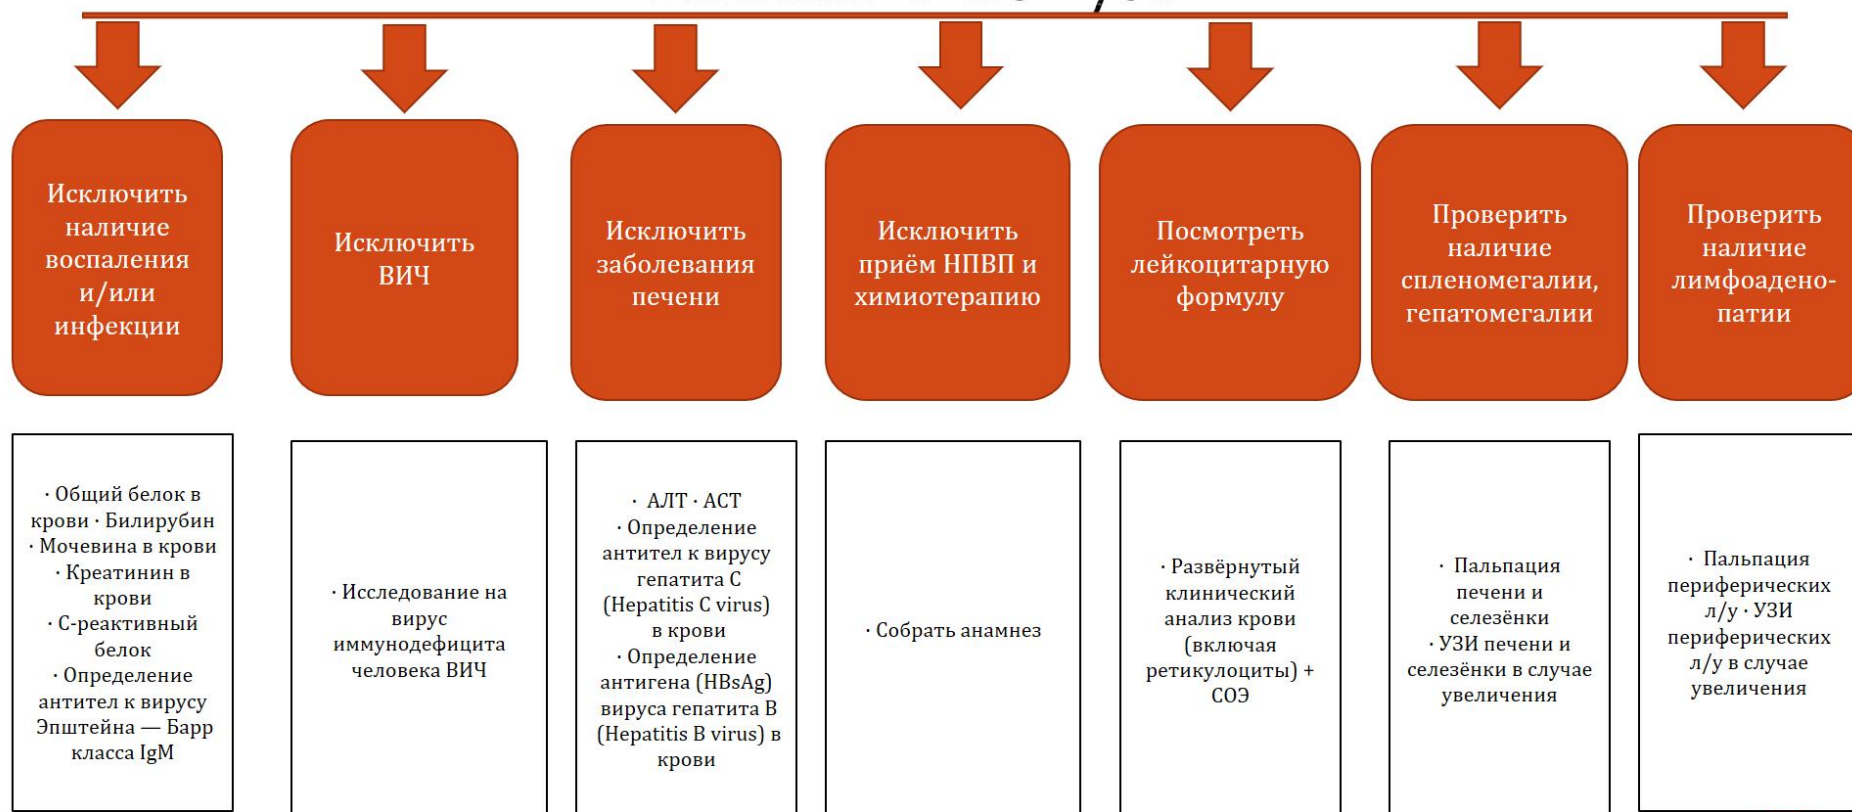 Исключить
наличие
воспаления
и/или
инфекции
Исключить
ВИЧ
Исключить
заболевания
печени
Исключить
приём НПВП и
химиотерапию
Посмотреть
лейкоцитарную
формулу
Проверить
наличие
спленомегалии,
гепатомегалии
Проверить
наличие
лимфоадено-
патии
· Общий белок в
крови · Билирубин
· Мочевина в крови
· Креатинин в
крови
· С-реактивный
белок
· Определение
антител к вирусу
Эпштейна — Барр
класса IgM
· Исследование на
вирус
иммунодефицита
человека ВИЧ
· АЛТ · АСТ
· Определение
антител к вирусу
гепатита C
(Hepatitis C virus)
в крови
· Определение
антигена (HBsAg)
вируса гепатита B
(Hepatitis B virus) в
крови
· Собрать анамнез
· Развёрнутый
клинический
анализ крови
(включая
ретикулоциты) +
СОЭ
· Пальпация
печени и
селезёнки
· УЗИ печени и
селезёнки в случае
увеличения
· Пальпация
периферических
л/у · УЗИ
периферических
л/у в случае
увеличения